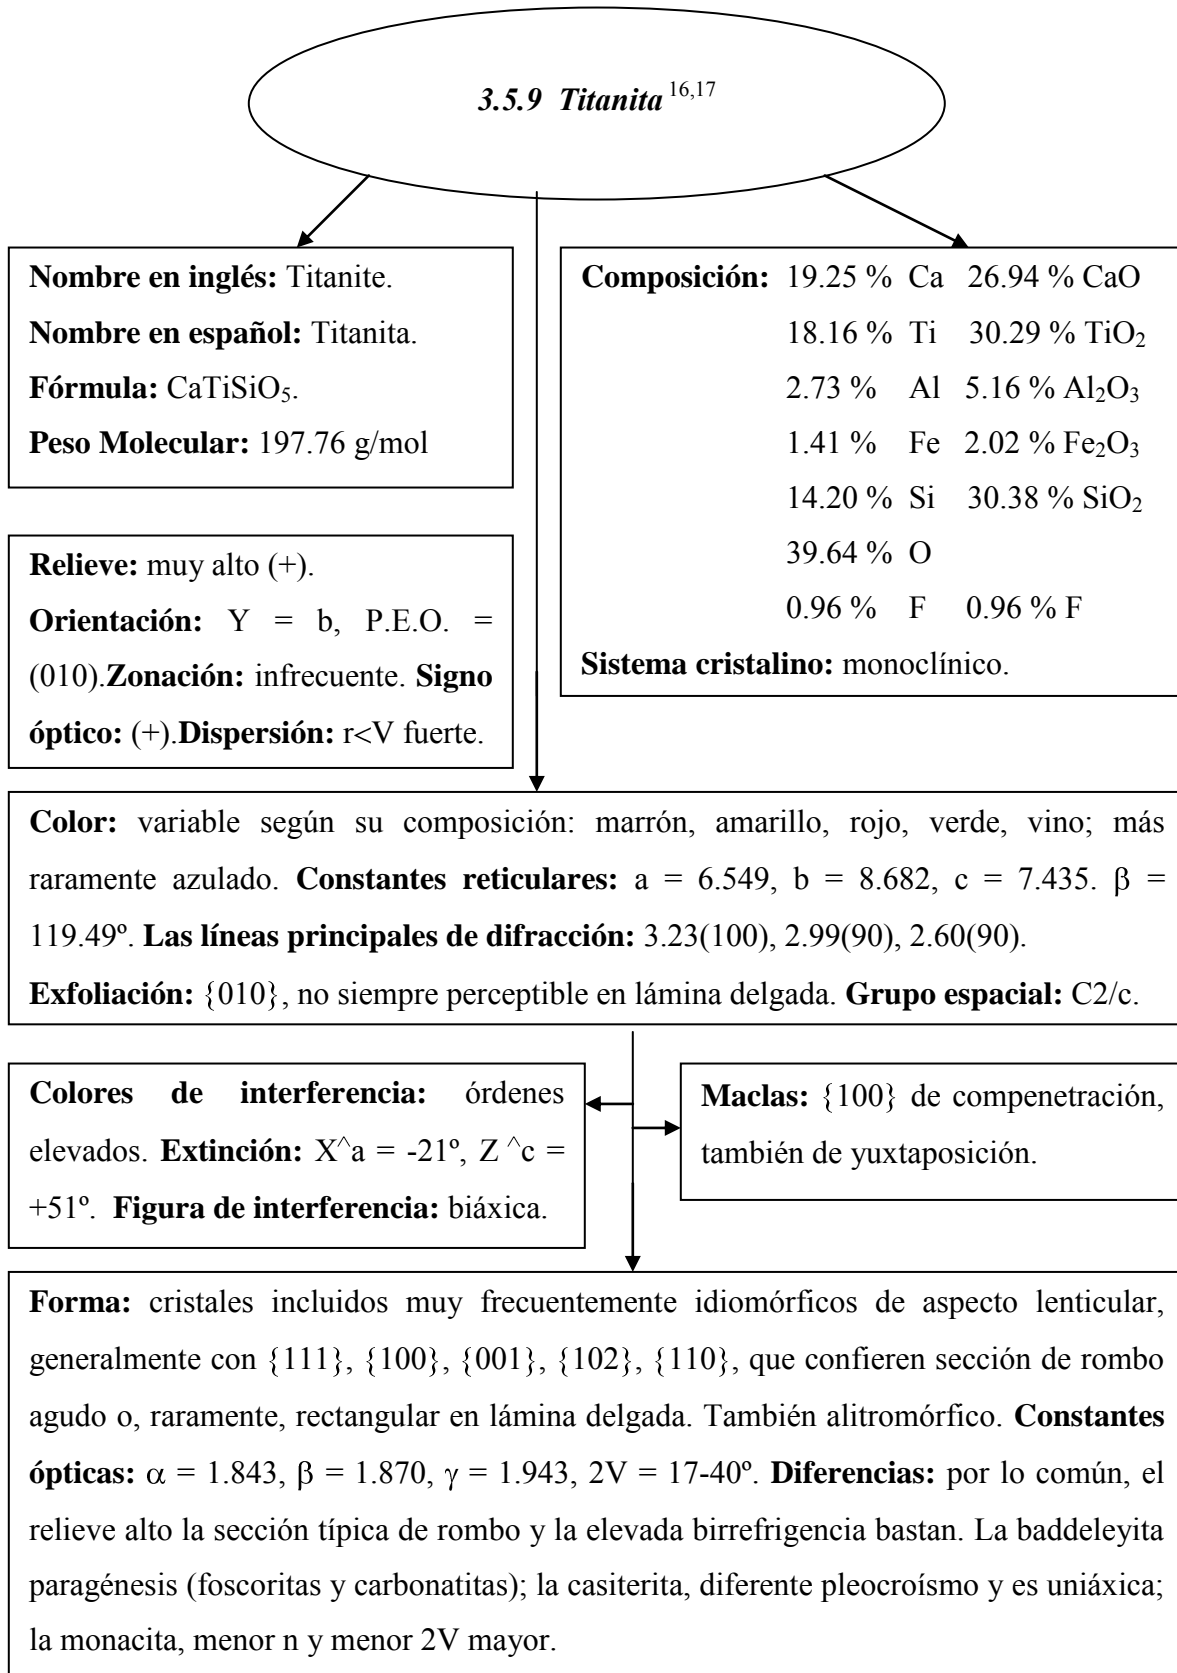 3.5.9 Titanita 16,17
Nombre en inglés: Titanite.
Nombre en español: Titanita.
Fórmula: CaTiSiO5.
Peso Molecular: 197.76 g/mol
Composición: 19.25 % Ca 26.94 % CaO
18.16 % Ti 30.29 % TiO2
2.73 % Al 5.16 % Al2O3
1.41 % Fe 2.02 % Fe2O3
14.20 % Si 30.38 % SiO2
39.64 % O
0.96 % F 0.96 % F
Sistema cristalino: monoclínico.
Relieve: muy alto (+).
Orientación: Y = b, P.E.O. =
(010).Zonación: infrecuente. Signo
óptico: (+).Dispersión: r<V fuerte.
Color: variable según su composición: marrón, amarillo, rojo, verde, vino; más
raramente azulado. Constantes reticulares: a = 6.549, b = 8.682, c = 7.435. β =
119.49º. Las líneas principales de difracción: 3.23(100), 2.99(90), 2.60(90).
Exfoliación: {010}, no siempre perceptible en lámina delgada. Grupo espacial: C2/c.
Colores de interferencia: órdenes
elevados. Extinción: X^a = -21º, Z ^c =
+51º. Figura de interferencia: biáxica.
Maclas: {100} de compenetración,
también de yuxtaposición.
Forma: cristales incluidos muy frecuentemente idiomórficos de aspecto lenticular,
generalmente con {111}, {100}, {001}, {102}, {110}, que confieren sección de rombo
agudo o, raramente, rectangular en lámina delgada. También alitromórfico. Constantes
ópticas: α = 1.843, β = 1.870, γ = 1.943, 2V = 17-40º. Diferencias: por lo común, el
relieve alto la sección típica de rombo y la elevada birrefrigencia bastan. La baddeleyita
paragénesis (foscoritas y carbonatitas); la casiterita, diferente pleocroísmo y es uniáxica;
la monacita, menor n y menor 2V mayor.